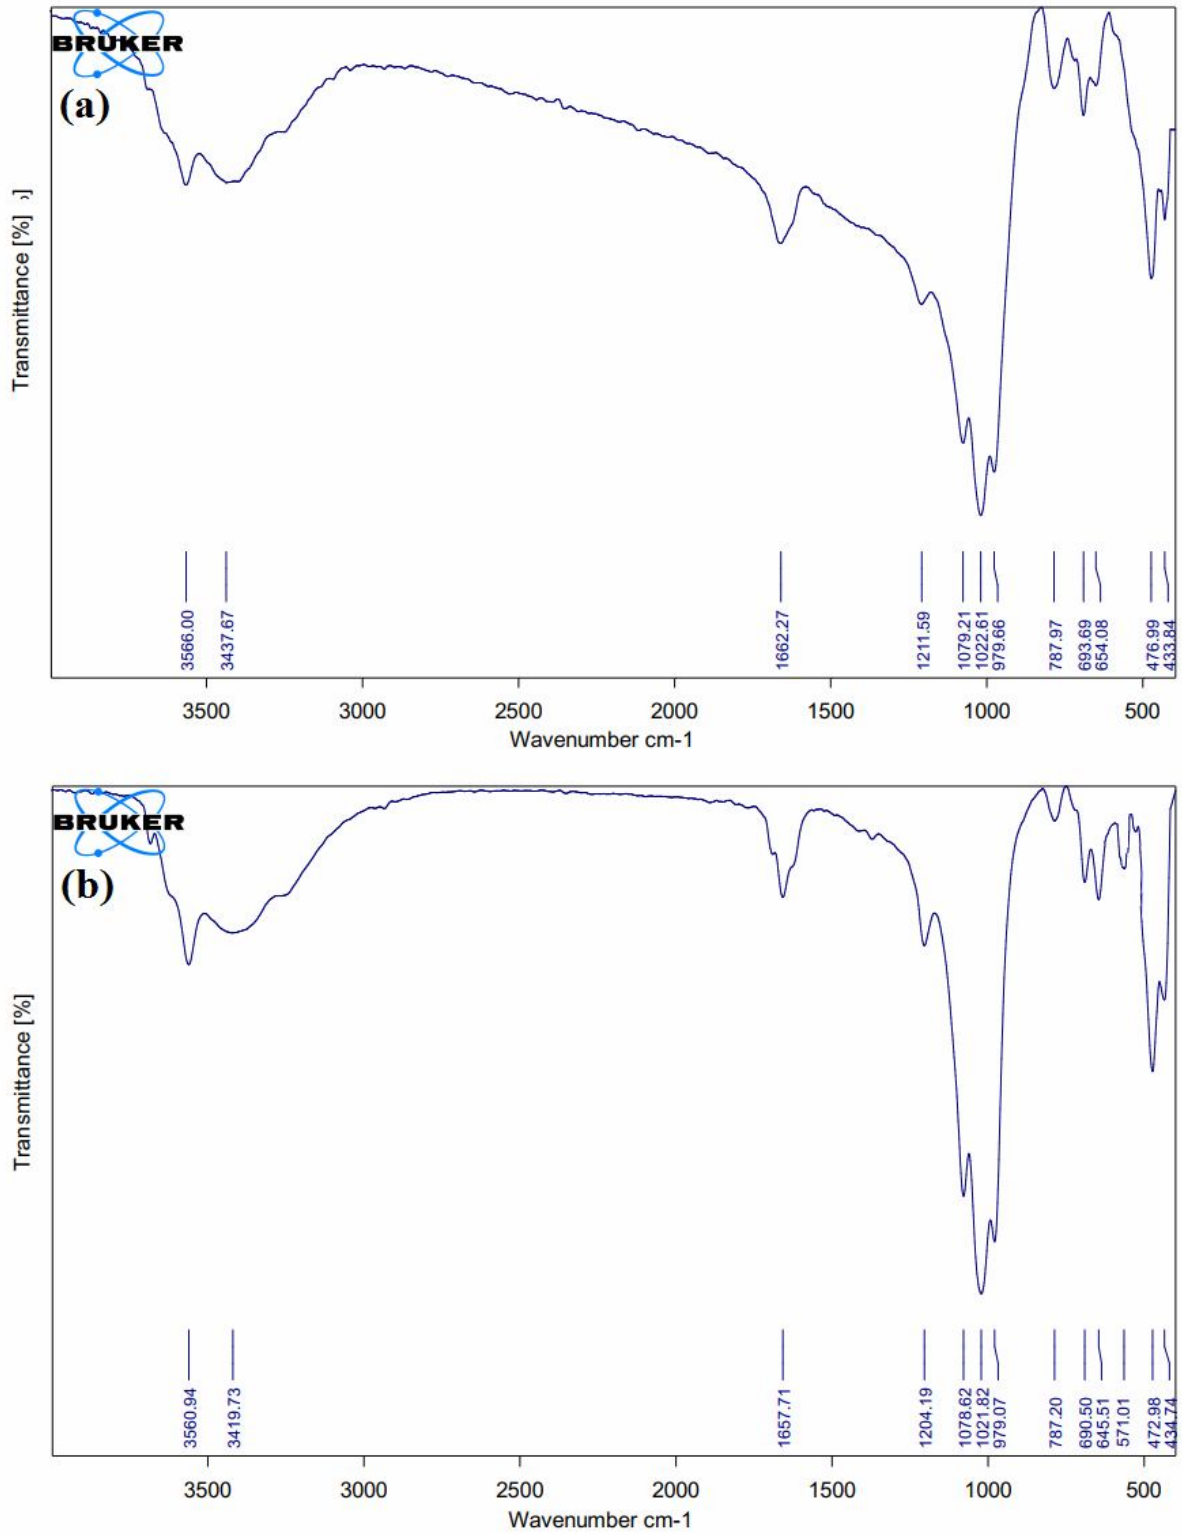 BRUKER
(a)
Transmittance [%]
3566.00
3437.67
1662.27
1211.59
1079.21
1022.61
979.66
787.97
693.69
654.08
476.99
433.84
3500 3000 2500 2000 1500 1000 500
Wavenumber cm-1
BRUKER
(b)
Transmittance [%]
3560.94
3419.73
1657.71
1204.19
1078.62
1021.82
979.07
787.20
690.50
645.51
571.01
472.98
434.74
3500 3000 2500 2000 1500 1000 500
Wavenumber cm-1